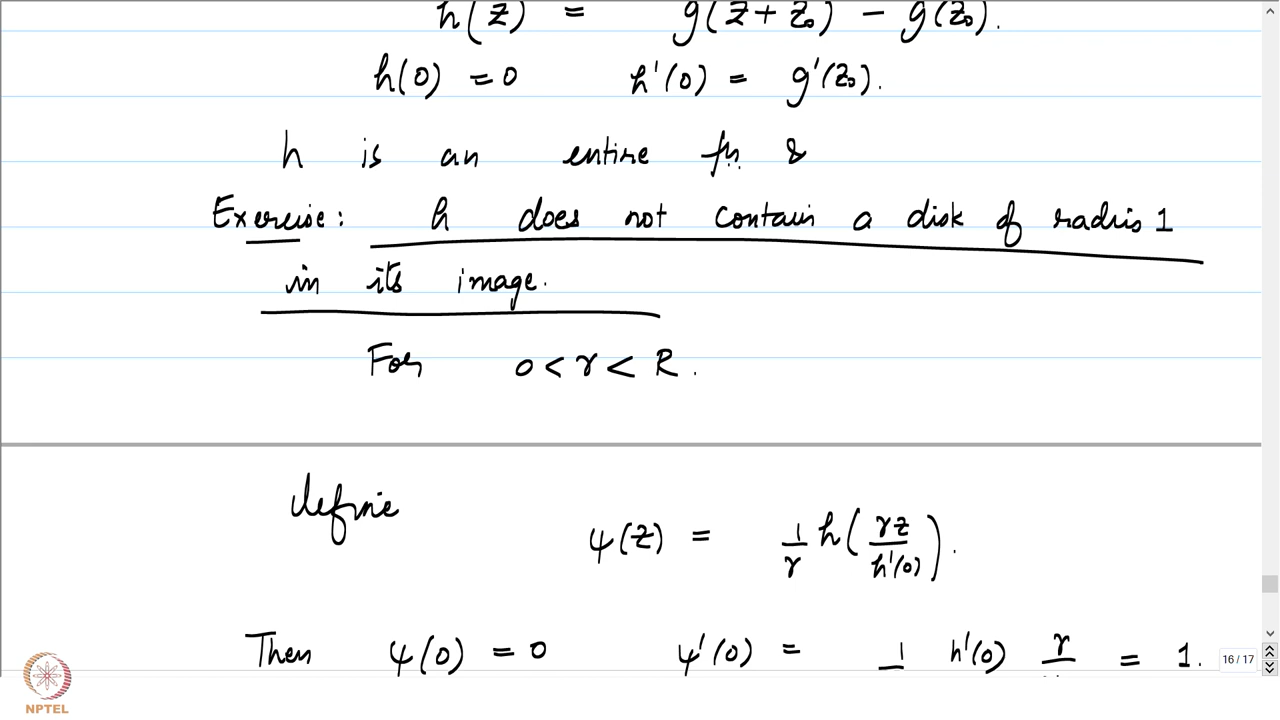 h(z) = g(z + z₀) - g(z₀).
h(0) = 0 h'(0) = g'(z₀).
h is an entire fn. &
Exercise: h does not contain a disk of radius 1
in its image.
For 0 < r < R.
define
ψ(z) = 1/r h(rz/h'(0)).
Then ψ(0) = 0 ψ'(0) = 1 h'(0) r = 1.
16 / 17
NPTEL